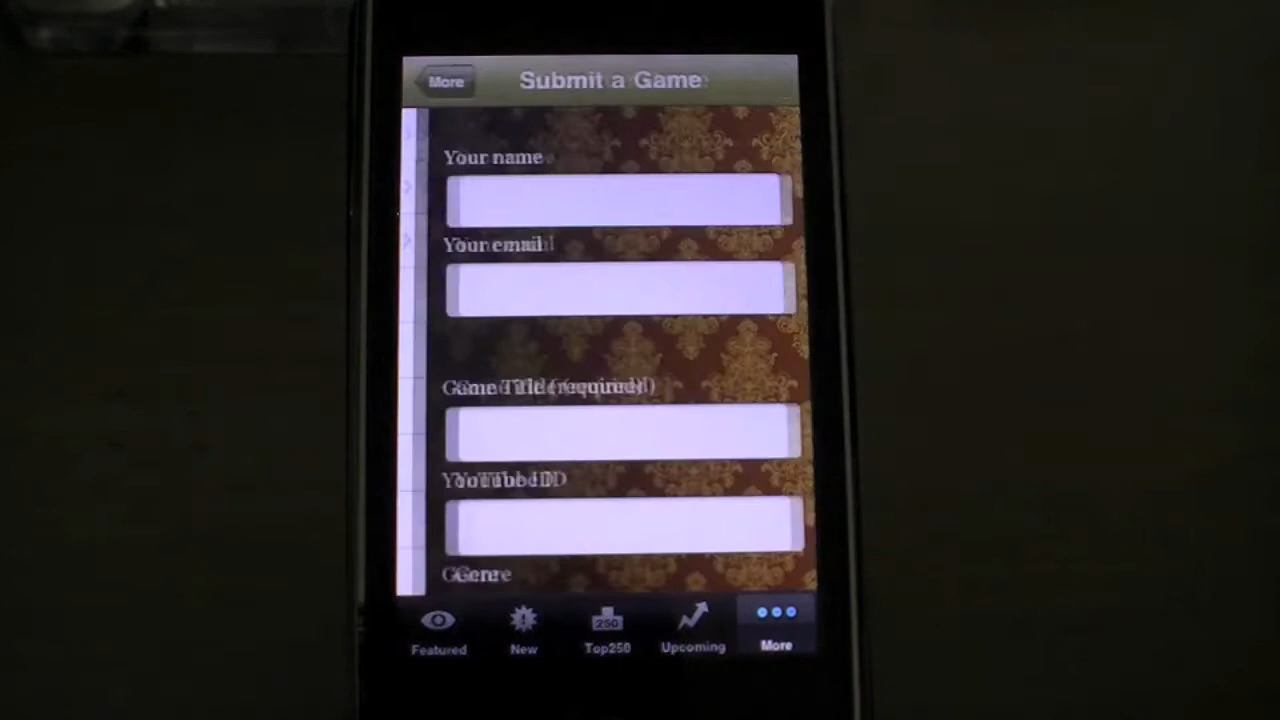 More
Submit a Game
Your name
Your email
Game Title (required)
YouTube ID
Genre
250
Featured
New
Top250
Upcoming
More